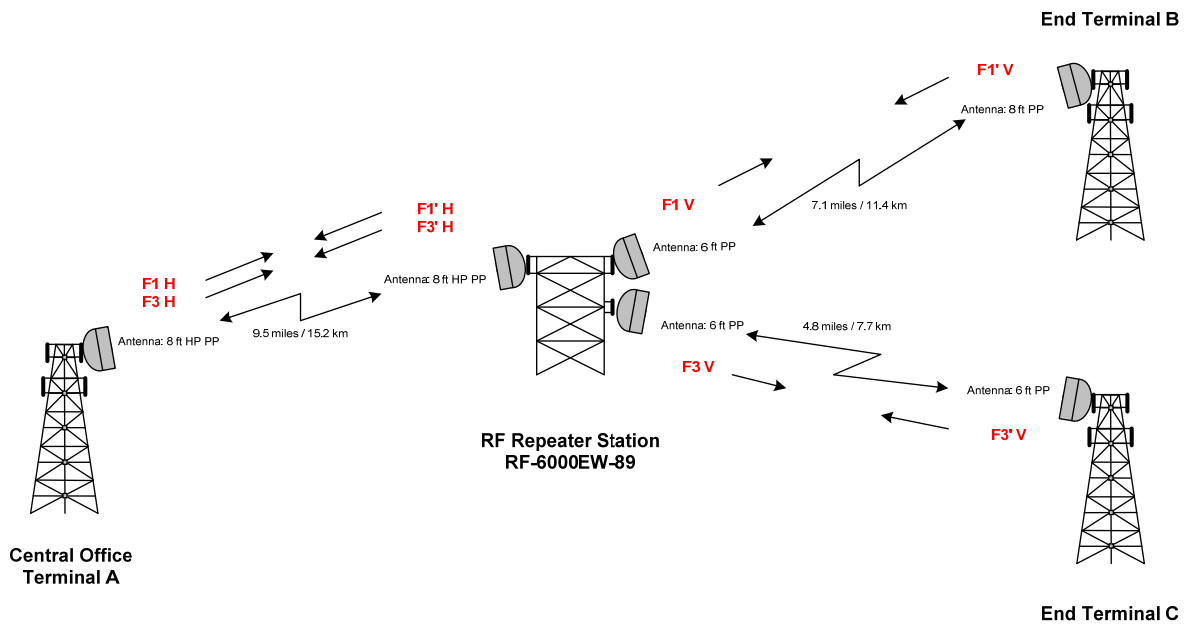 End Terminal B
F1' V
Antenna: 8 ft PP
7.1 miles / 11.4 km
F1 V
Antenna: 6 ft PP
F1' H
F3' H
Antenna: 8 ft HP PP
F1 H
F3 H
9.5 miles / 15.2 km
Antenna: 8 ft HP PP
Antenna: 6 ft PP
4.8 miles / 7.7 km
F3 V
Antenna: 6 ft PP
F3' V
RF Repeater Station
RF-6000EW-89
Central Office
Terminal A
End Terminal C